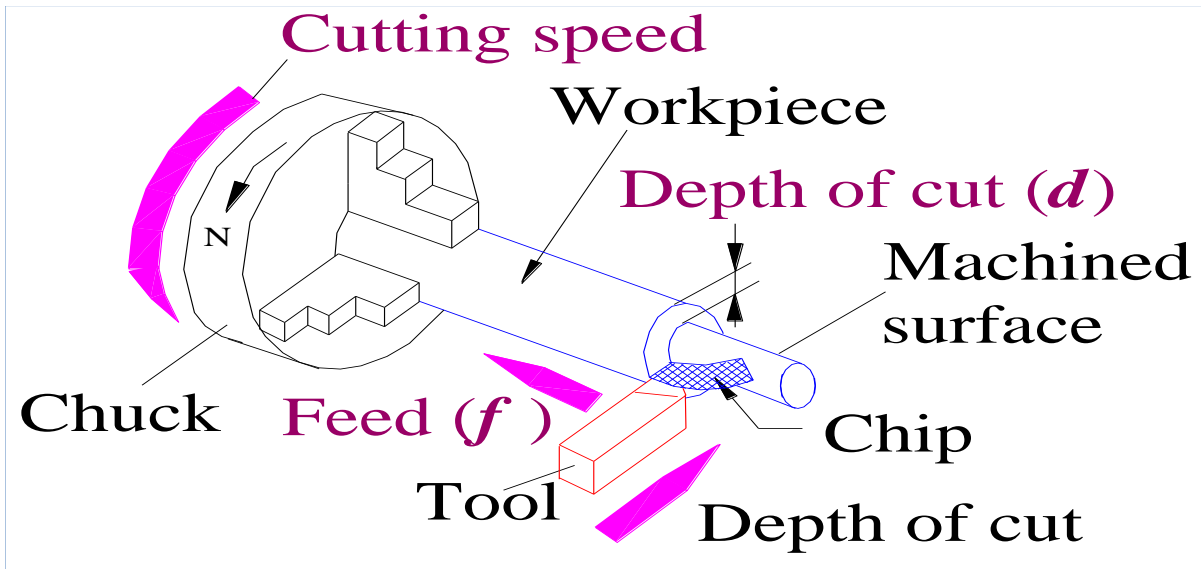 Cutting speed
Workpiece
Depth of cut (d)
N
Machined
surface
Chuck
Feed (f )
Chip
Tool
Depth of cut